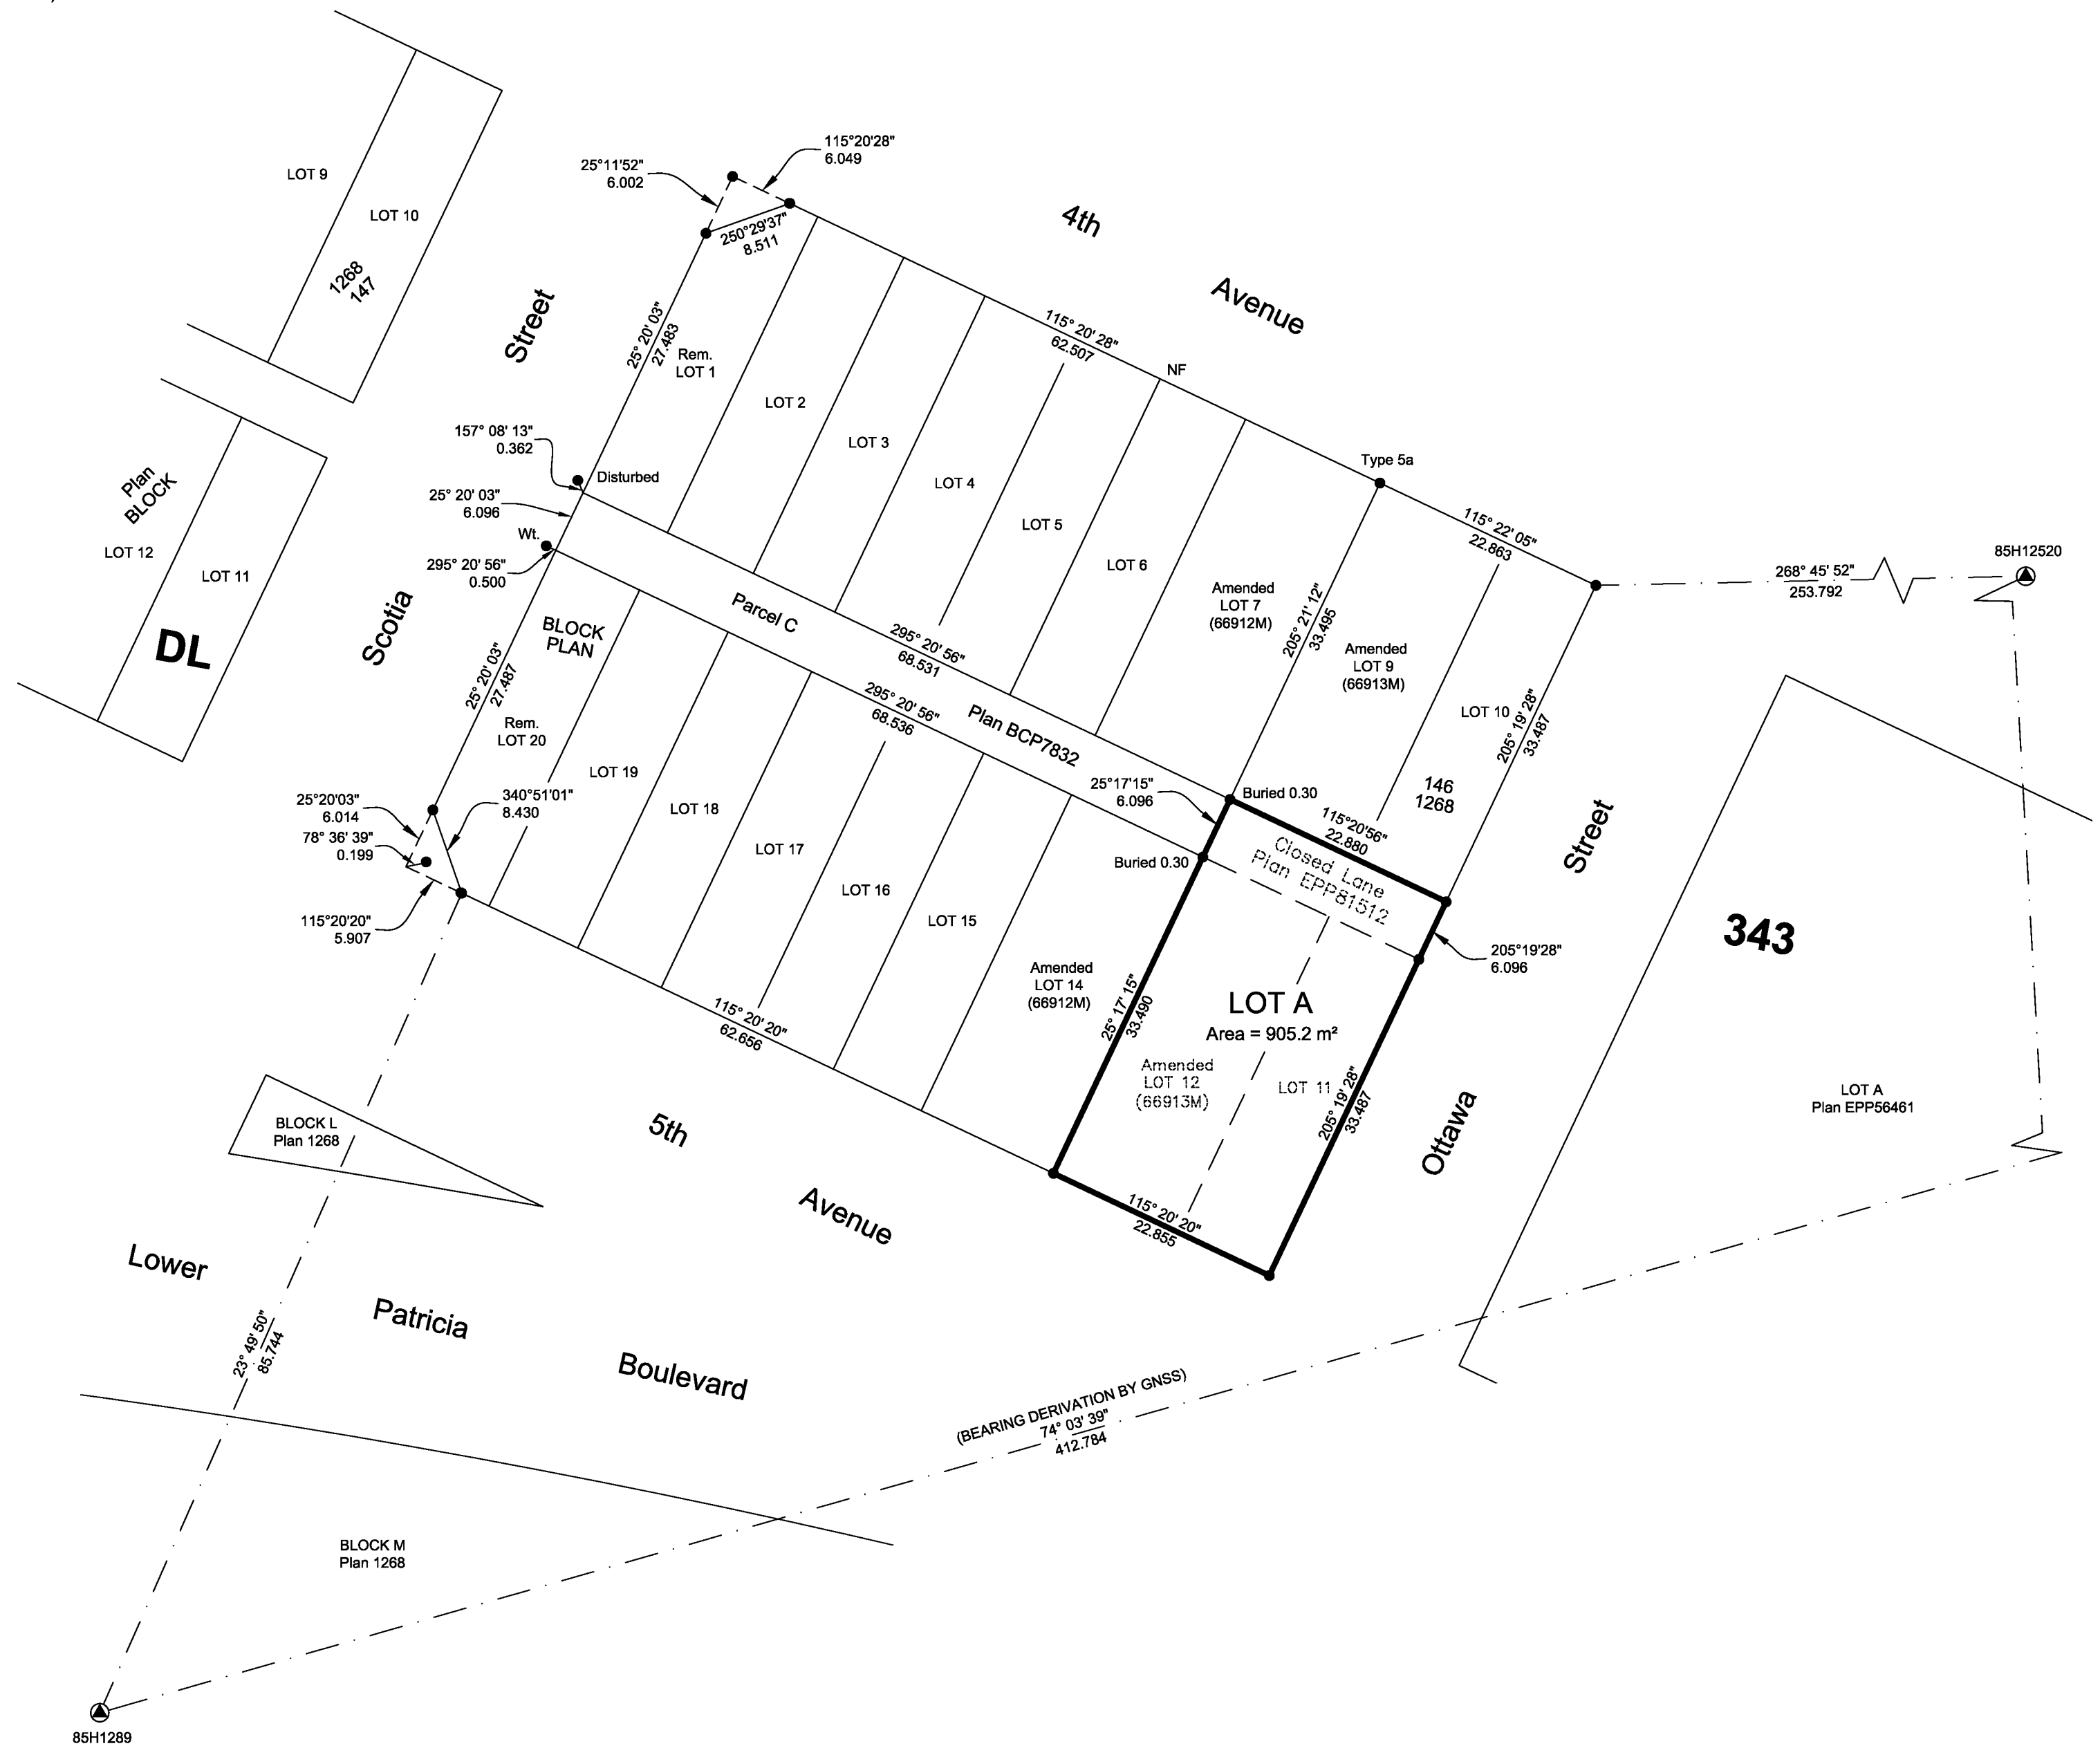 115°20'28"
6.049
25°11'52"
6.002
250°29'37"
8.511
4th
Avenue
LOT 9
LOT 10
1268
147
Street
25° 20' 03"
27.483
Rem.
LOT 1
LOT 2
LOT 3
LOT 4
LOT 5
LOT 6
115° 20' 28"
62.507
NF
Type 5a
115° 22' 05"
22.863
268° 45' 52"
253.792
85H12520
157° 08' 13"
0.362
Disturbed
25° 20' 03"
6.096
Wt.
295° 20' 56"
0.500
Plan
BLOCK
LOT 12
LOT 11
DL
Scotia
BLOCK
PLAN
Parcel C
295° 20' 56"
68.531
295° 20' 56"
68.536
Plan BCP7832
Amended
LOT 7
(66912M)
205° 21' 12"
33.495
Amended
LOT 9
(66913M)
LOT 10
205° 19' 28"
33.487
146
1268
25° 20' 03"
27.487
Rem.
LOT 20
LOT 19
LOT 18
LOT 17
LOT 16
LOT 15
25°20'03"
6.014
78° 36' 39"
0.199
340°51'01"
8.430
115°20'20"
5.907
25°17'15"
6.096
Buried 0.30
Buried 0.30
115°20'56"
22.880
Closed Lane
Plan EPP81512
Street
343
205°19'28"
6.096
Amended
LOT 14
(66912M)
25° 17' 15"
33.490
LOT A
Area = 905.2 m²
Amended
LOT 12
(66913M)
LOT 11
205° 19' 28"
33.487
Ottawa
LOT A
Plan EPP56461
115° 20' 20"
62.656
5th
Avenue
115° 20' 20"
22.855
BLOCK L
Plan 1268
Lower
Patricia
Boulevard
23° 49' 50"
85.744
(BEARING DERIVATION BY GNSS)
74° 03' 39"
412.784
BLOCK M
Plan 1268
85H1289